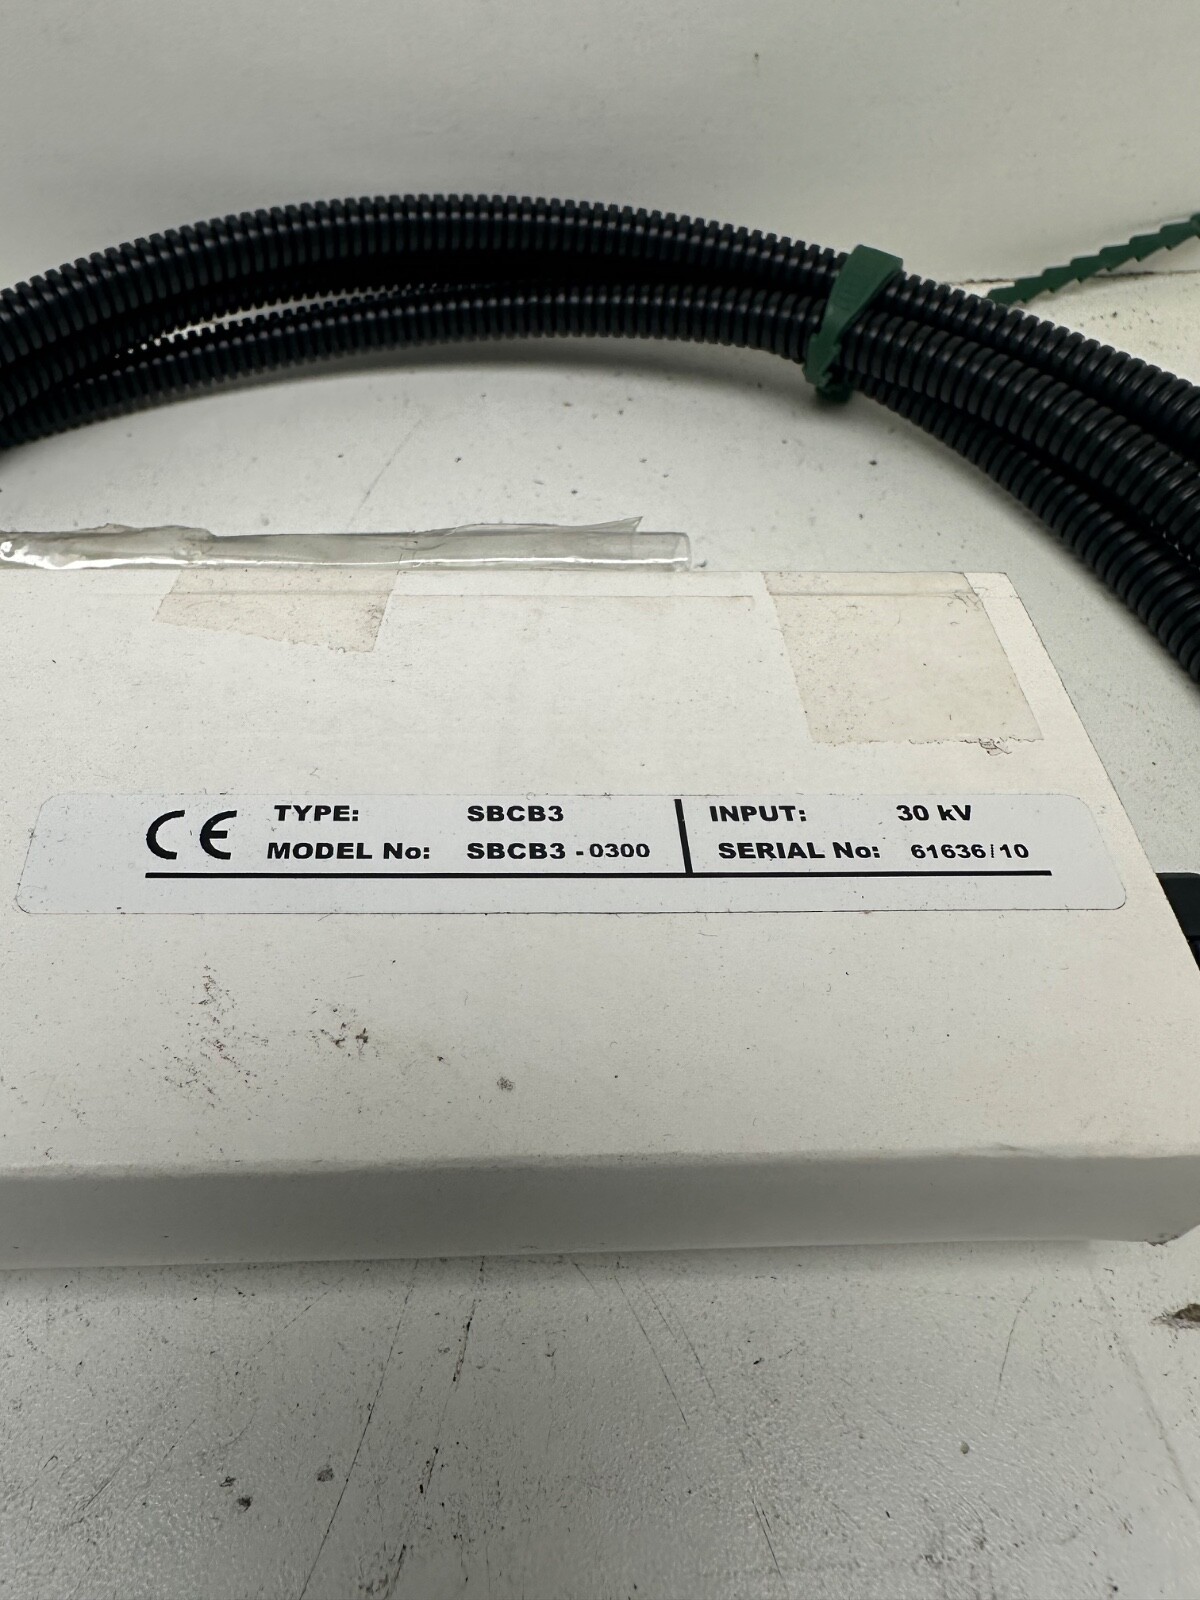 CE TYPE: SBCB3 INPUT: 30 kV
MODEL No: SBCB3 - 0300 SERIAL No: 61636/10